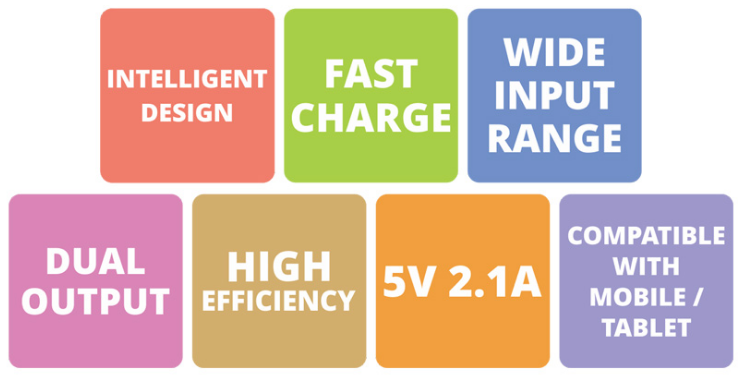 INTELLIGENT
DESIGN
FAST
CHARGE
WIDE
INPUT
RANGE
DUAL
OUTPUT
HIGH
EFFICIENCY
5V 2.1A
COMPATIBLE
WITH
MOBILE /
TABLET